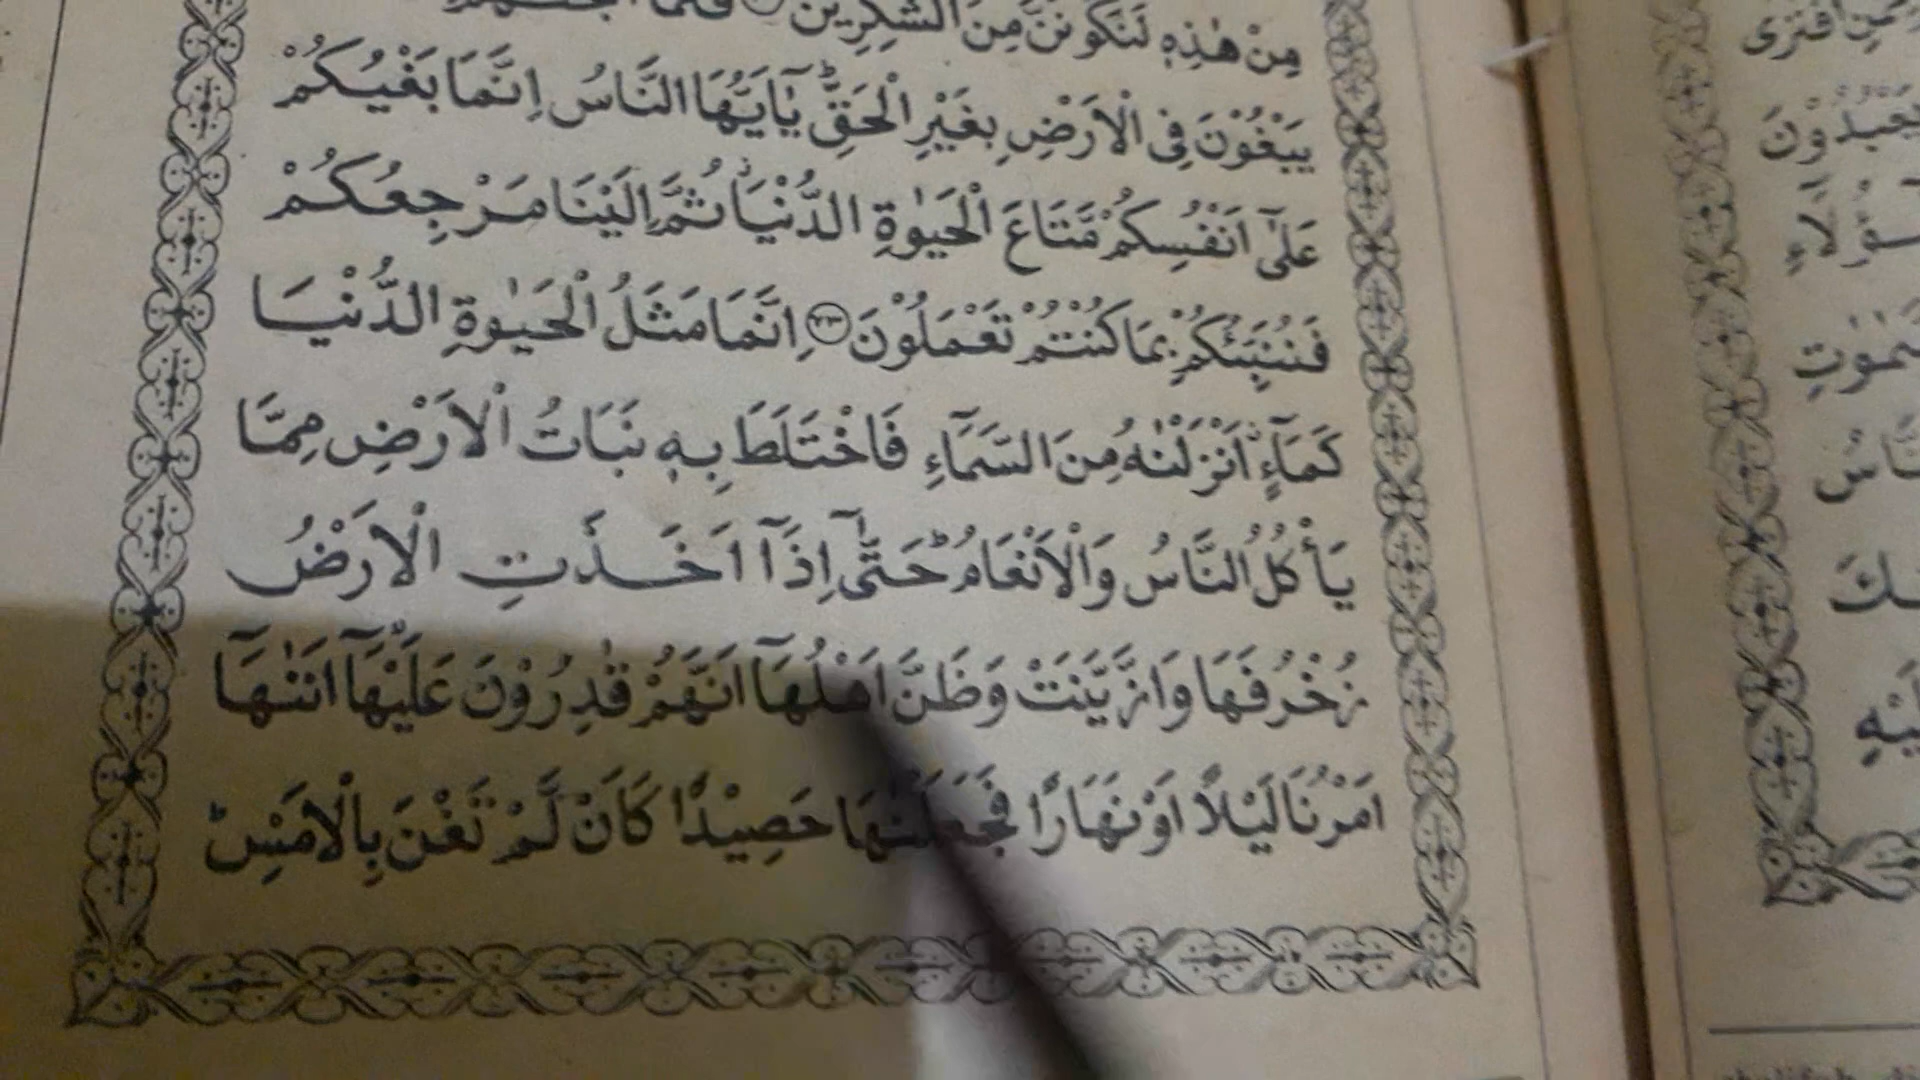 مِنْ هٰذِهٖ لَنَكُوْنَنَّ مِنَ الشّٰكِرِيْنَ فَلَمَّآ
يَبْغُوْنَ فِى الْاَرْضِ بِغَيْرِ الْحَقِّ ؕ يٰٓاَيُّهَا النَّاسُ اِنَّمَا بَغْيُكُمْ
عَلٰٓى اَنْفُسِكُمْ مَّتَاعَ الْحَيٰوةِ الدُّنْيَا ثُمَّ اِلَيْنَا مَرْجِعُكُمْ
فَنُنَبِّئُكُمْ بِمَا كُنْتُمْ تَعْمَلُوْنَ ﴿۲۳﴾ اِنَّمَا مَثَلُ الْحَيٰوةِ الدُّنْيَا
كَمَآءٍ اَنْزَلْنٰهُ مِنَ السَّمَآءِ فَاخْتَلَطَ بِهٖ نَبَاتُ الْاَرْضِ مِمَّا
يَأْكُلُ النَّاسُ وَالْاَنْعَامُ ؕ حَتّٰٓى اِذَآ اَخَذَتِ الْاَرْضُ
زُخْرُفَهَا وَازَّيَّنَتْ وَظَنَّ اَهْلُهَآ اَنَّهُمْ قٰدِرُوْنَ عَلَيْهَآ اَتٰىهَآ
اَمْرُنَا لَيْلًا اَوْ نَهَارًا فَجَعَلْنٰهَا حَصِيْدًا كَاَنْ لَّمْ تَغْنَ بِالْاَمْسِ ؕ